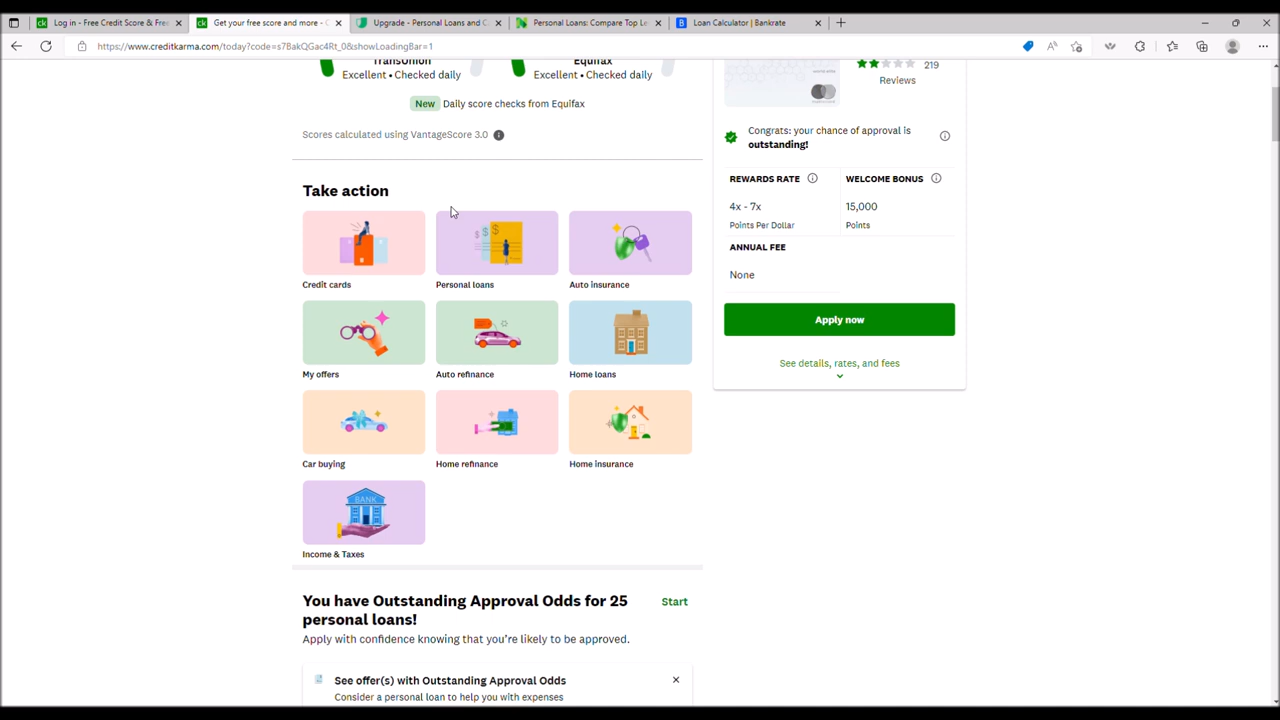 Log in - Free Credit Score & Fre
Get your free score and more - C
Upgrade - Personal Loans and C
Personal Loans: Compare Top Le
Loan Calculator | Bankrate
https://www.creditkarma.com/today?code=s7BakQGac4Rt_0&showLoadingBar=1
TransUnion
Excellent • Checked daily
Equifax
Excellent • Checked daily
New Daily score checks from Equifax
Scores calculated using VantageScore 3.0
Take action
Credit cards
Personal loans
Auto insurance
My offers
Auto refinance
Home loans
Car buying
Home refinance
Home insurance
BANK
Income & Taxes
You have Outstanding Approval Odds for 25
personal loans!
Start
Apply with confidence knowing that you're likely to be approved.
See offer(s) with Outstanding Approval Odds
Consider a personal loan to help you with expenses
219
Reviews
Congrats: your chance of approval is
outstanding!
REWARDS RATE
4x - 7x
Points Per Dollar
WELCOME BONUS
15,000
Points
ANNUAL FEE
None
Apply now
See details, rates, and fees